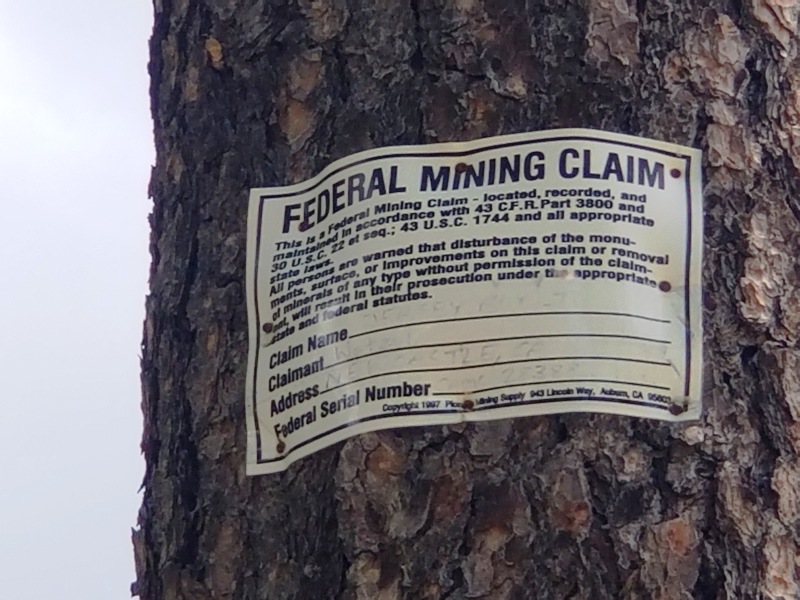 FEDERAL MINING CLAIM
This is a Federal Mining Claim - located, recorded, and
maintained in accordance with 43 C.F.R. Part 3800 and
30 U.S.C. 22 et seq.; 43 U.S.C. 1744 and all appropriate
state laws.
All persons are warned that disturbance of the monu-
ments, surface, or improvements on this claim or removal
of minerals of any type without permission of the claim-
ant, will result in their prosecution under the appropriate
state and federal statutes.
Claim Name
Claimant
Address NEWCASTLE, CA
Federal Serial Number
Copyright 1997 Pioneer Mining Supply 943 Lincoln Way, Auburn, CA 95603